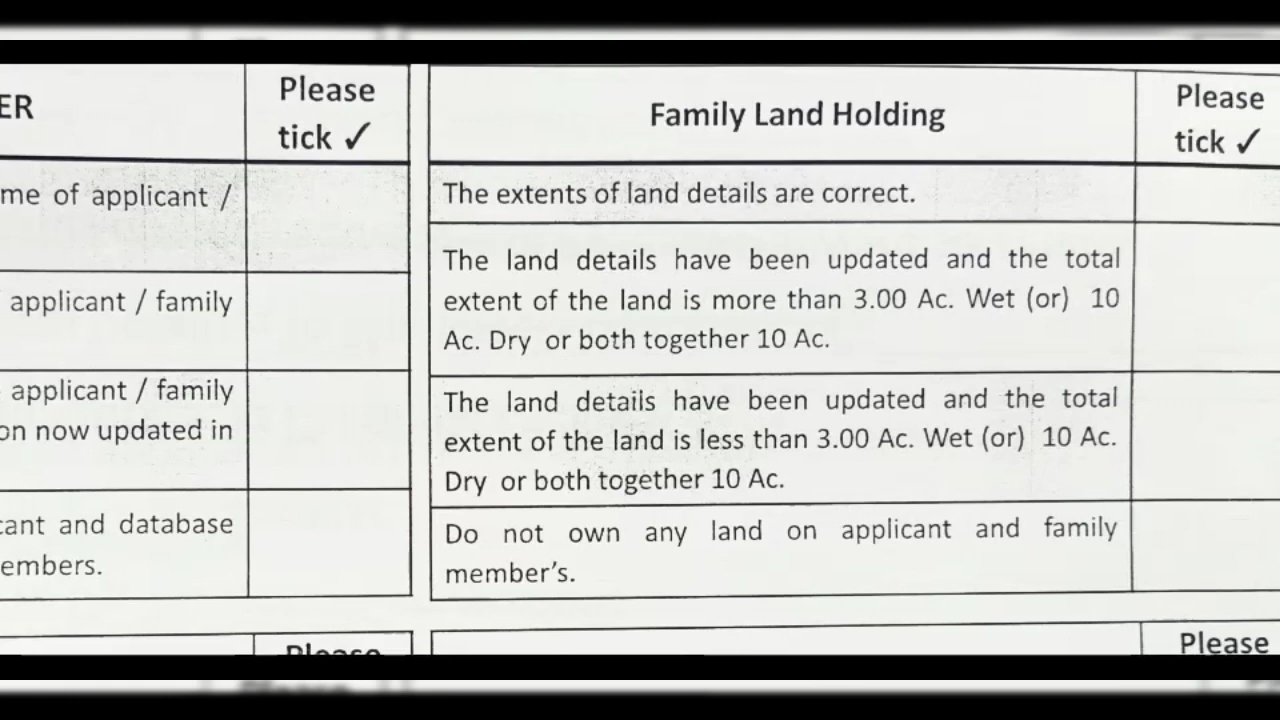 ER
Please
tick ✓
me of applicant /
applicant / family
applicant / family
on now updated in
cant and database
embers.
Please
Family Land Holding
Please
tick ✓
The extents of land details are correct.
The land details have been updated and the total
extent of the land is more than 3.00 Ac. Wet (or) 10
Ac. Dry or both together 10 Ac.
The land details have been updated and the total
extent of the land is less than 3.00 Ac. Wet (or) 10 Ac.
Dry or both together 10 Ac.
Do not own any land on applicant and family
member's.
Please